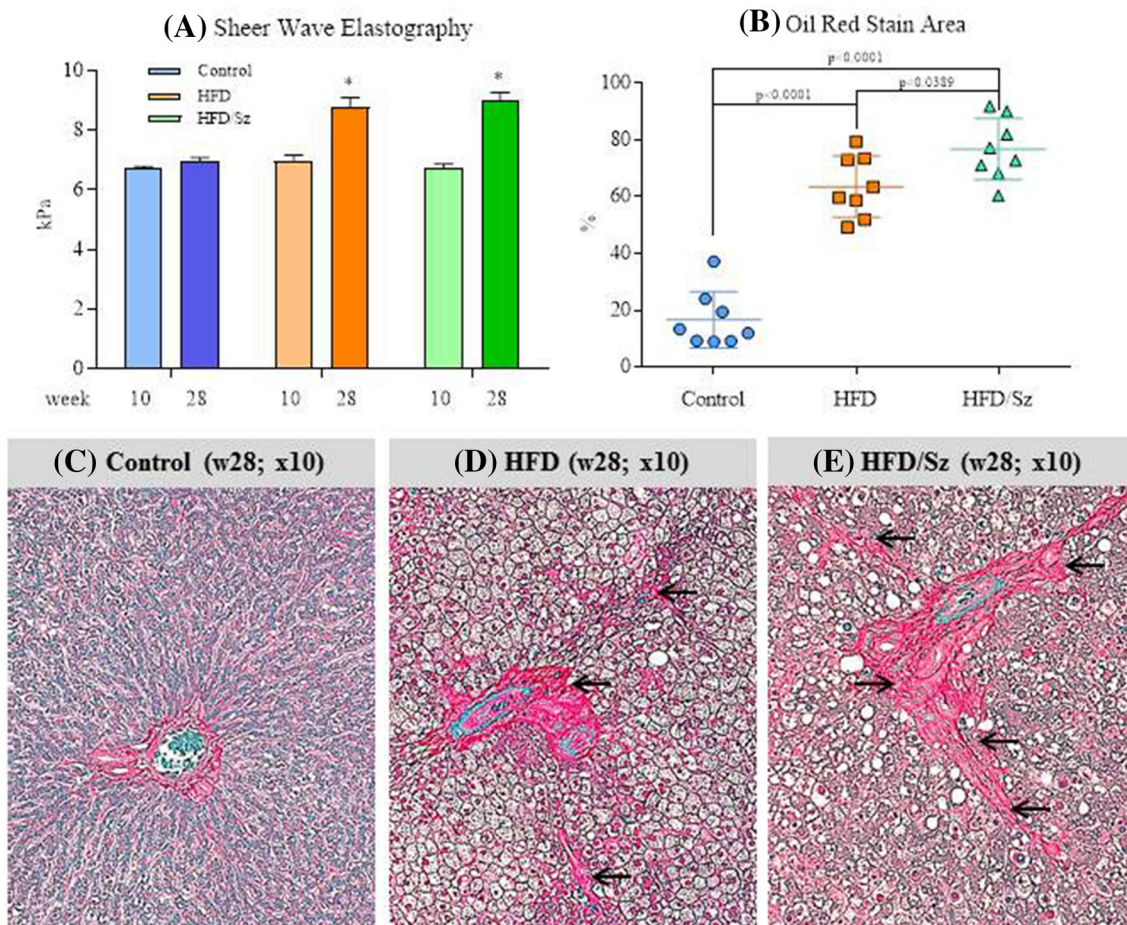 (A) Sheer Wave Elastography
10
8
6
4
2
0
kPa
Control
HFD
HFD/Sz
*
*
week 10 28 10 28 10 28
(B) Oil Red Stain Area
p<0.0001
p<0.0001
p<0.0389
100
80
60
40
20
0
%
Control HFD HFD/Sz
(C) Control (w28; x10)
(D) HFD (w28; x10)
(E) HFD/Sz (w28; x10)